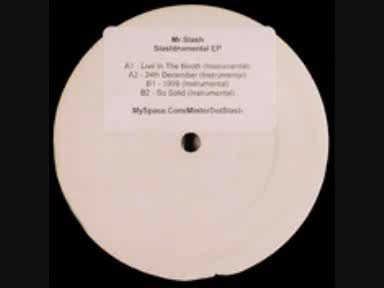 Mr.Stash
Slashdrumental EP
A1 - Live In The Booth (Instrumental)
A2 - 24th December (Instrumental)
B1 - 1999 (Instrumental)
B2 - So Solid (Instrumental)
MySpace.Com/MisterDotStash